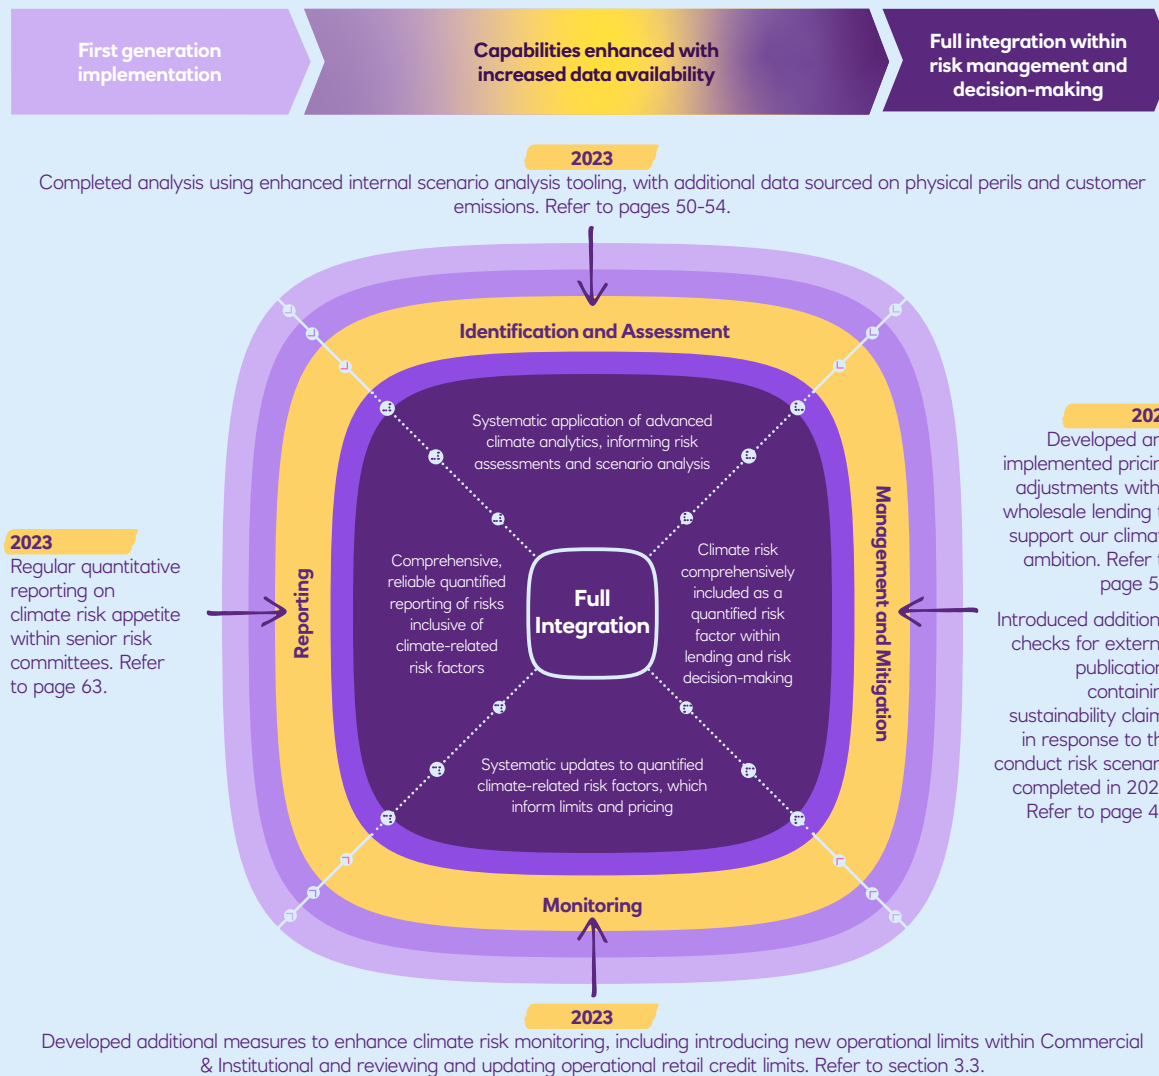 First generation
implementation
Capabilities enhanced with
increased data availability
Full integration within
risk management and
decision-making
2023
Completed analysis using enhanced internal scenario analysis tooling, with additional data sourced on physical perils and customer
emissions. Refer to pages 50-54.
Identification and Assessment
Systematic application of advanced
climate analytics, informing risk
assessments and scenario analysis
2023
Regular quantitative
reporting on
climate risk appetite
within senior risk
committees. Refer
to page 63.
Reporting
Comprehensive,
reliable quantified
reporting of risks
inclusive of
climate-related
risk factors
Full
Integration
Climate risk
comprehensively
included as a
quantified risk
factor within
lending and risk
decision-making
Management and Mitigation
202
Developed an
implemented pricin
adjustments with
wholesale lending t
support our clima
ambition. Refer t
page 5
Introduced addition
checks for extern
publication
containin
sustainability claim
in response to th
conduct risk scenar
completed in 202
Refer to page 4
Systematic updates to quantified
climate-related risk factors, which
inform limits and pricing
Monitoring
2023
Developed additional measures to enhance climate risk monitoring, including introducing new operational limits within Commercial
& Institutional and reviewing and updating operational retail credit limits. Refer to section 3.3.